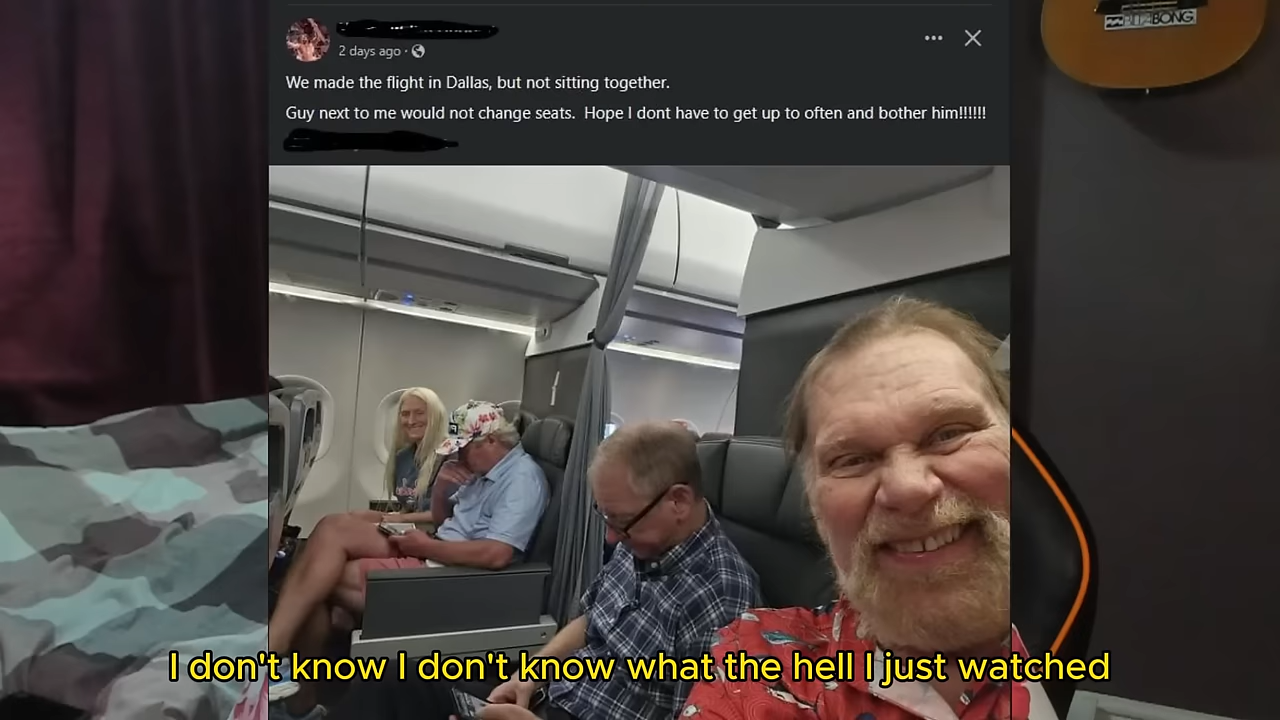 BILLABONG
2 days ago ·
We made the flight in Dallas, but not sitting together.
Guy next to me would not change seats. Hope I dont have to get up to often and bother him!!!!!!
I don't know I don't know what the hell I just watched